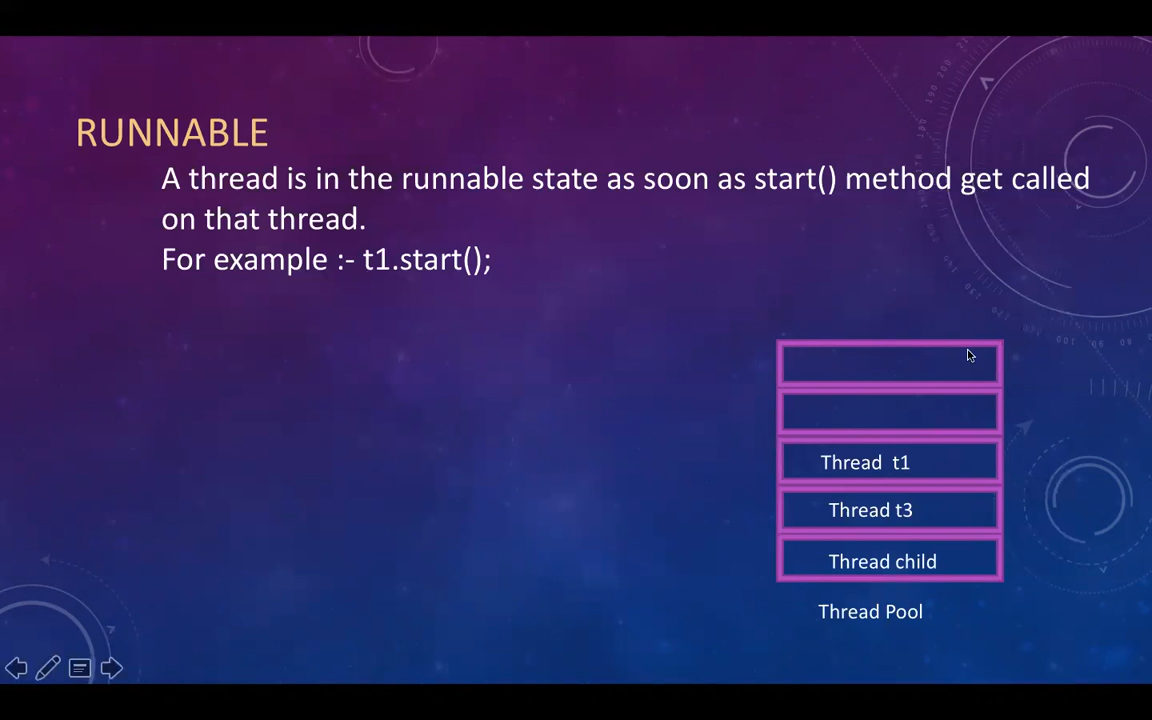 RUNNABLE
A thread is in the runnable state as soon as start() method get called
on that thread.
For example :- t1.start();
Thread  t1
Thread t3
Thread child
Thread Pool